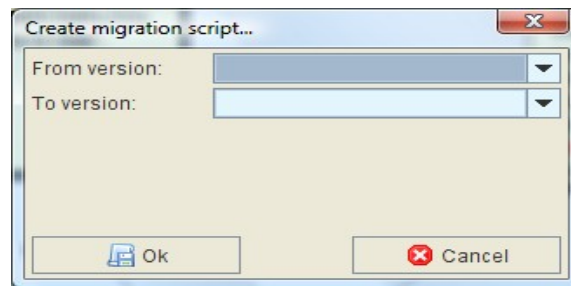 Create migration script...
From version:
To version:
Ok
Cancel